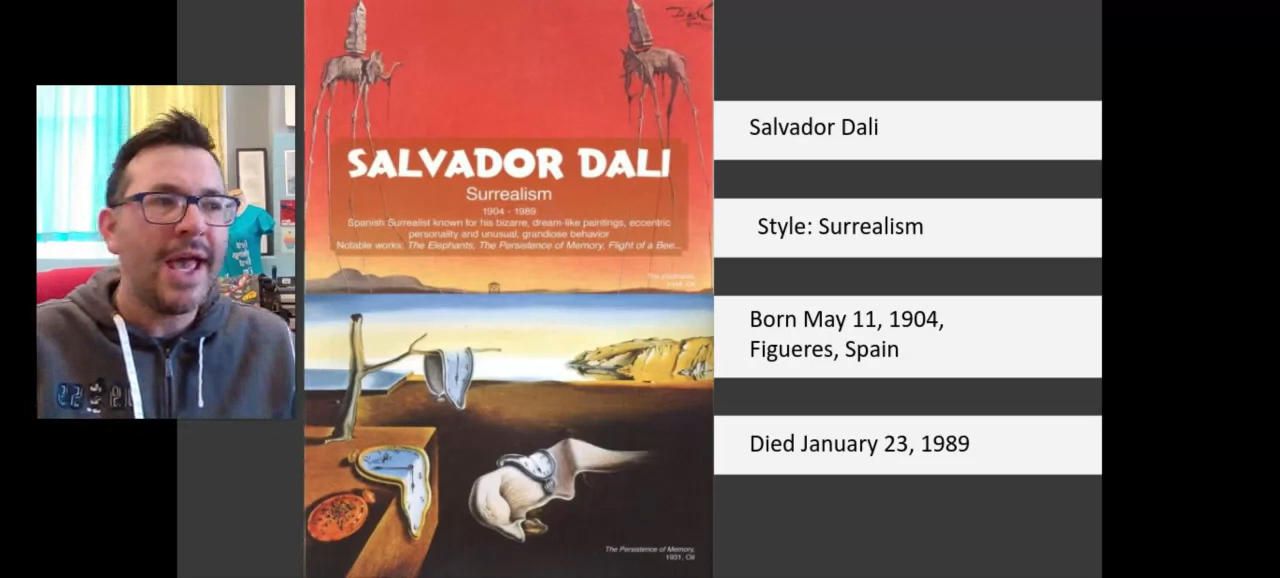 SALVADOR DALI
Surrealism
1904 - 1989
Spanish Surrealist known for his bizarre, dream-like paintings, eccentric
personality and unusual, grandiose behavior
Notable works: The Elephants, The Persistence of Memory, Flight of a Bee...
The Elephants,
The Persistence of Memory,
1931, Oil
Salvador Dali
Style: Surrealism
Born May 11, 1904,
Figueres, Spain
Died January 23, 1989